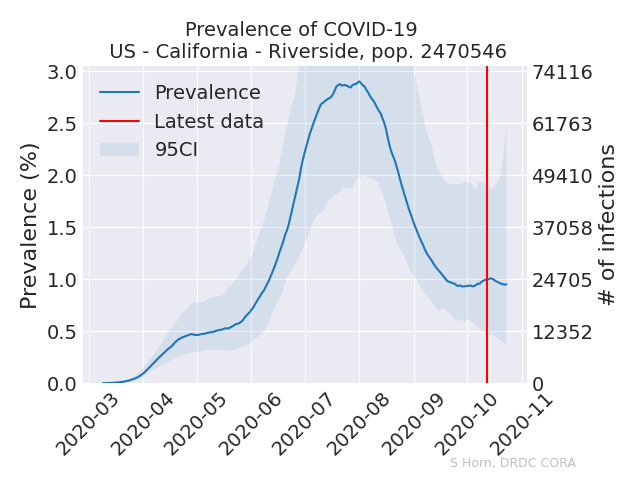 Prevalence of COVID-19
US - California - Riverside, pop. 2470546
Prevalence
Latest data
95CI
Prevalence (%)
3.0
2.5
2.0
1.5
1.0
0.5
0.0
74116
61763
49410
37058
24705
12352
0
# of infections
2020-03
2020-04
2020-05
2020-06
2020-07
2020-08
2020-09
2020-10
2020-11
S Horn, DRDC CORA